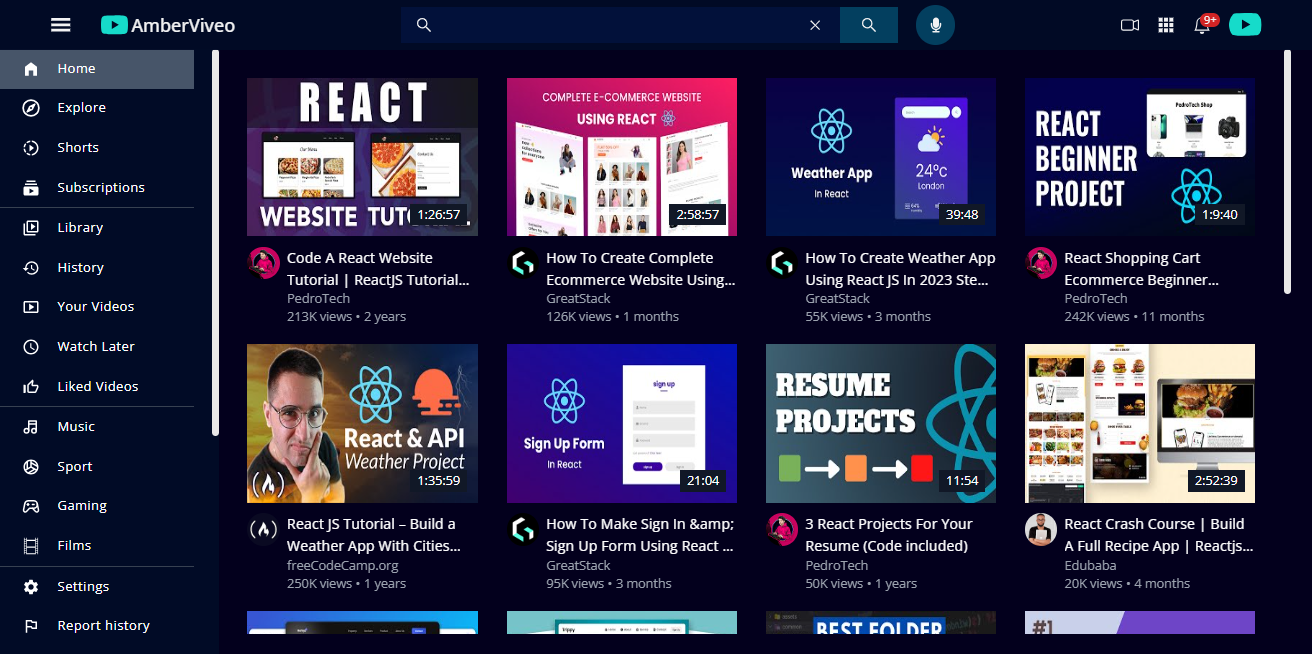 AmberViveo
9+
Home
Explore
Shorts
Subscriptions
Library
History
Your Videos
Watch Later
Liked Videos
Music
Sport
Gaming
Films
Settings
Report history
REACT
WEBSITE TUTO
1:26:57
Code A React Website
Tutorial | ReactJS Tutorial...
PedroTech
213K views • 2 years
COMPLETE E-COMMERCE WEBSITE
USING REACT
2:58:57
How To Create Complete
Ecommerce Website Using...
GreatStack
126K views • 1 months
Weather App
In React
24°c
London
39:48
How To Create Weather App
Using React JS In 2023 Ste...
GreatStack
55K views • 3 months
PedroTech Shop
REACT
BEGINNER
PROJECT
1:9:40
React Shopping Cart
Ecommerce Beginner...
PedroTech
242K views • 11 months
React & API
Weather Project
1:35:59
React JS Tutorial – Build a
Weather App With Cities...
freeCodeCamp.org
250K views • 1 years
sign up
Sign Up Form
In React
21:04
How To Make Sign In &amp;
Sign Up Form Using React ...
GreatStack
95K views • 3 months
RESUME
PROJECTS
11:54
3 React Projects For Your
Resume (Code included)
PedroTech
50K views • 1 years
2:52:39
React Crash Course | Build
A Full Recipe App | Reactjs...
Edubaba
20K views • 4 months
trippy
BEST FOLDER
#1